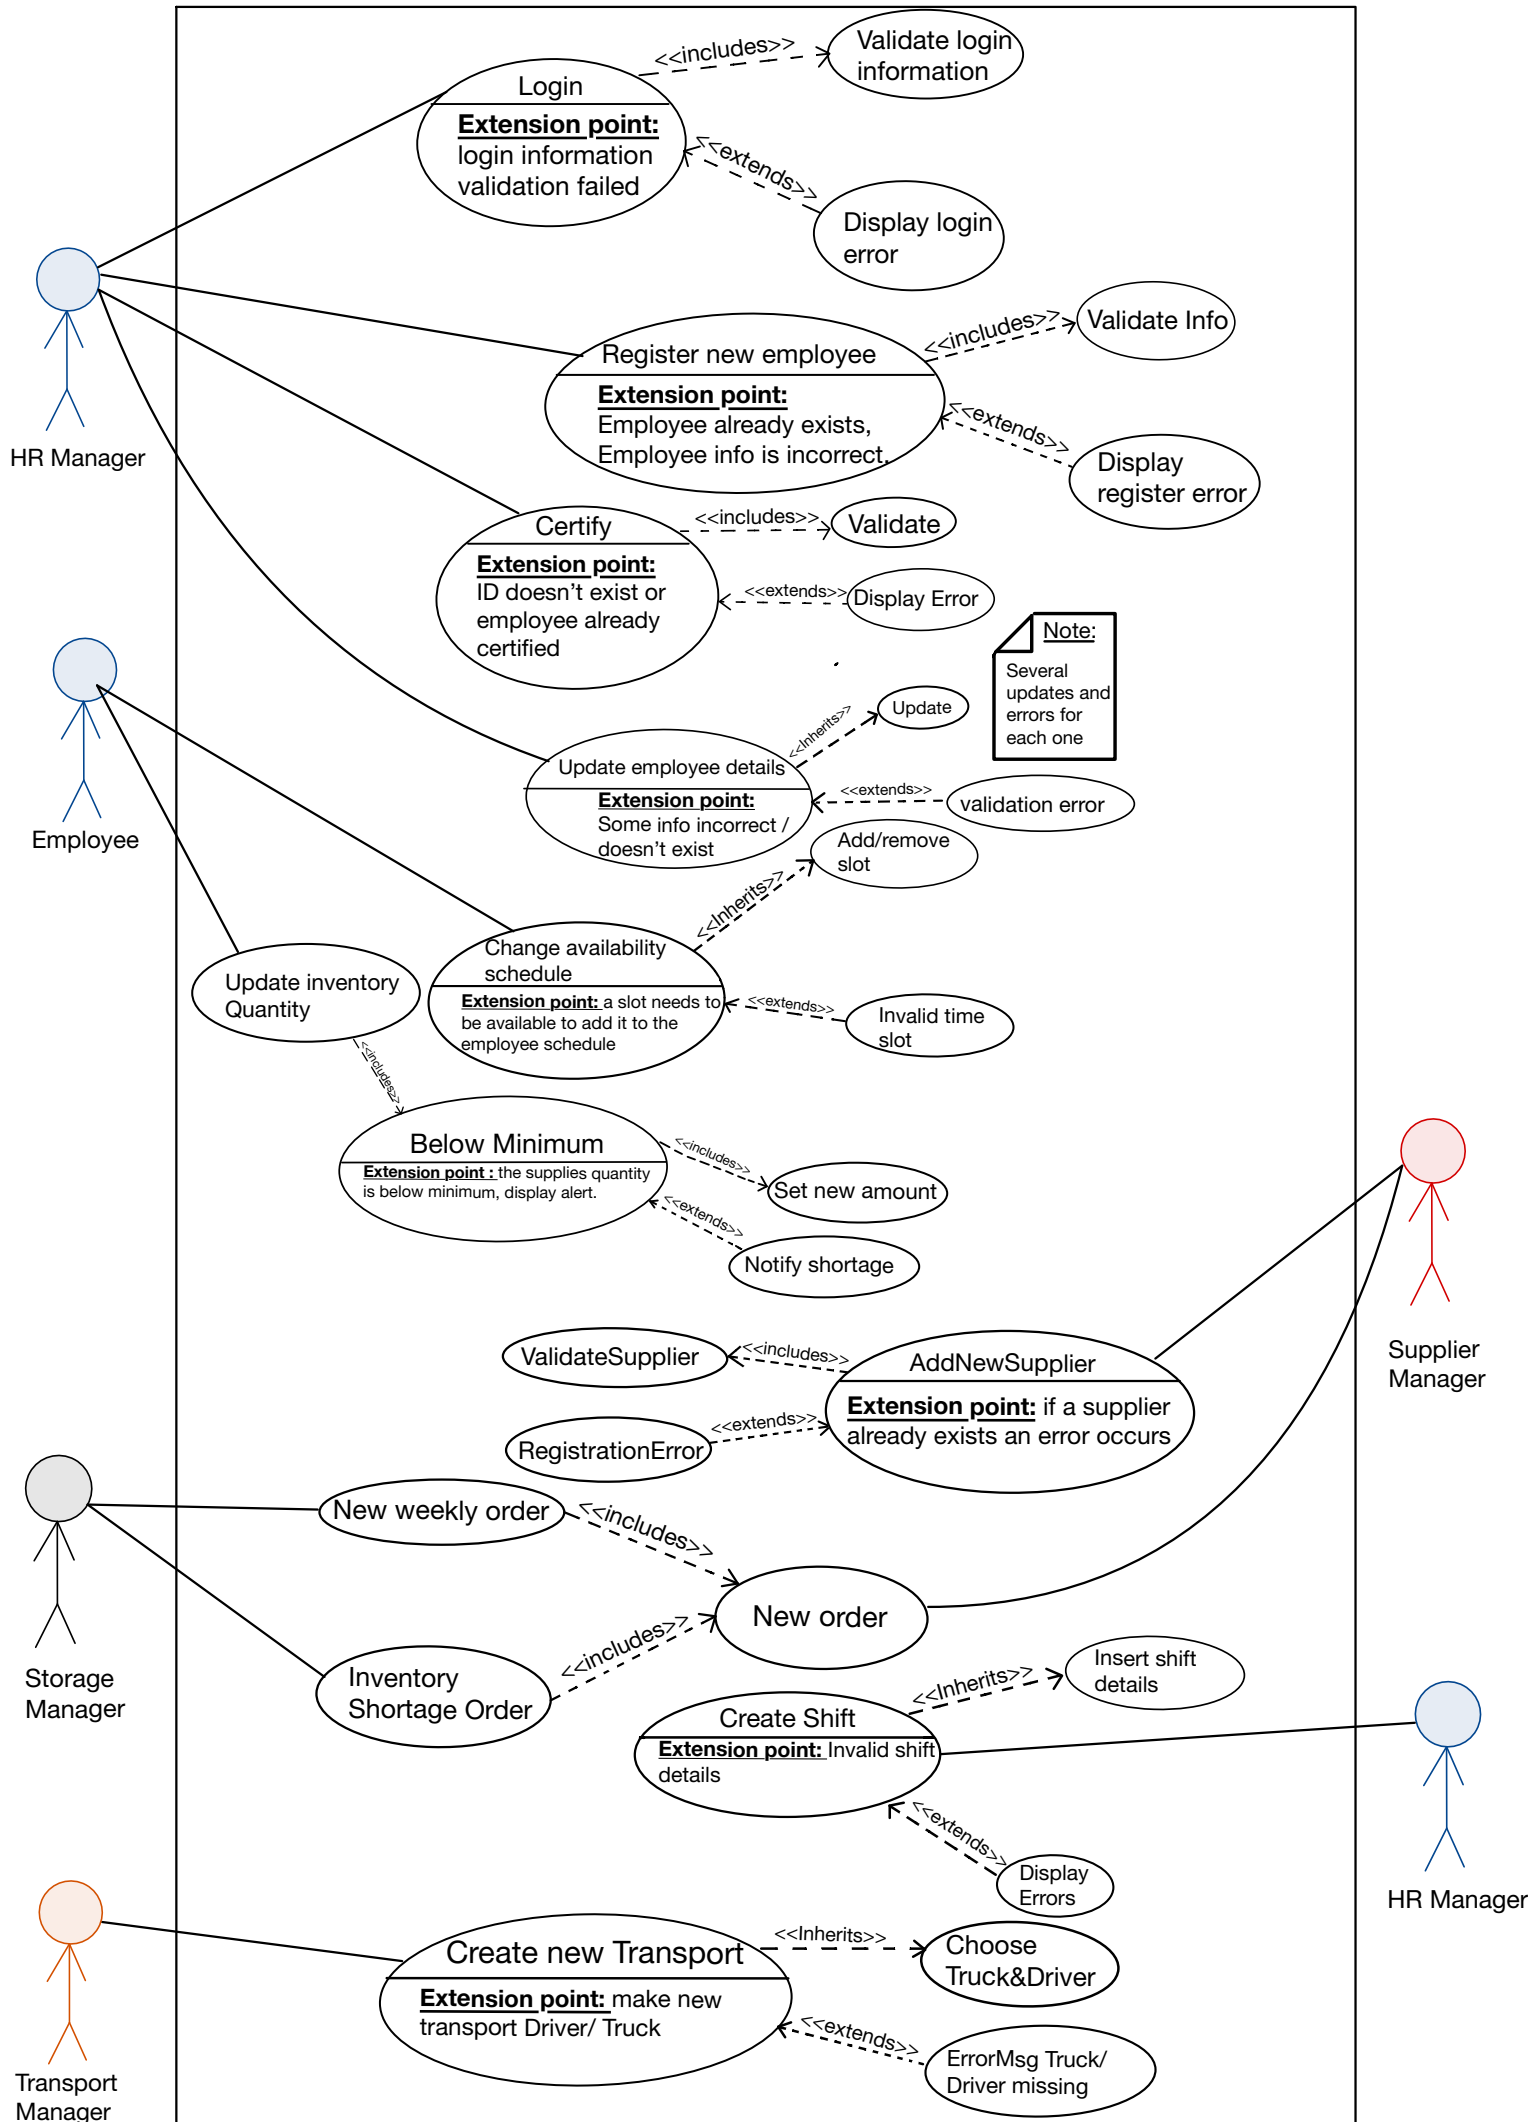 <<includes>>
Validate login
information
Login
Extension point:
login information
validation failed
<<extends>>
Display login
error
HR Manager
Register new employee
Extension point:
Employee already exists,
Employee info is incorrect.
<<includes>>
Validate Info
<<extends>>
Display
register error
Certify
Extension point:
ID doesn't exist or
employee already
certified
<<includes>>
Validate
<<extends>>
Display Error
Note:
Several
updates and
errors for
each one
Employee
Update employee details
Extension point:
Some info incorrect /
doesn't exist
<<Inherits>>
Update
<<extends>>
validation error
Change availability
schedule
Extension point: a slot needs to
be available to add it to the
employee schedule
<<Inherits>>
Add/remove
slot
<<extends>>
Invalid time
slot
Update inventory
Quantity
<<includes>>
Below Minimum
Extension point : the supplies quantity
is below minimum, display alert.
<<includes>>
Set new amount
<<extends>>
Notify shortage
Supplier
Manager
ValidateSupplier
<<includes>>
AddNewSupplier
Extension point: if a supplier
already exists an error occurs
<<extends>>
RegistrationError
Storage
Manager
New weekly order
<<includes>>
New order
Inventory
Shortage Order
<<includes>>
Create Shift
Extension point: Invalid shift
details
<<Inherits>>
Insert shift
details
<<extends>>
Display
Errors
HR Manager
Transport
Manager
Create new Transport
Extension point: make new
transport Driver/ Truck
<<Inherits>>
Choose
Truck&Driver
<<extends>>
ErrorMsg Truck/
Driver missing